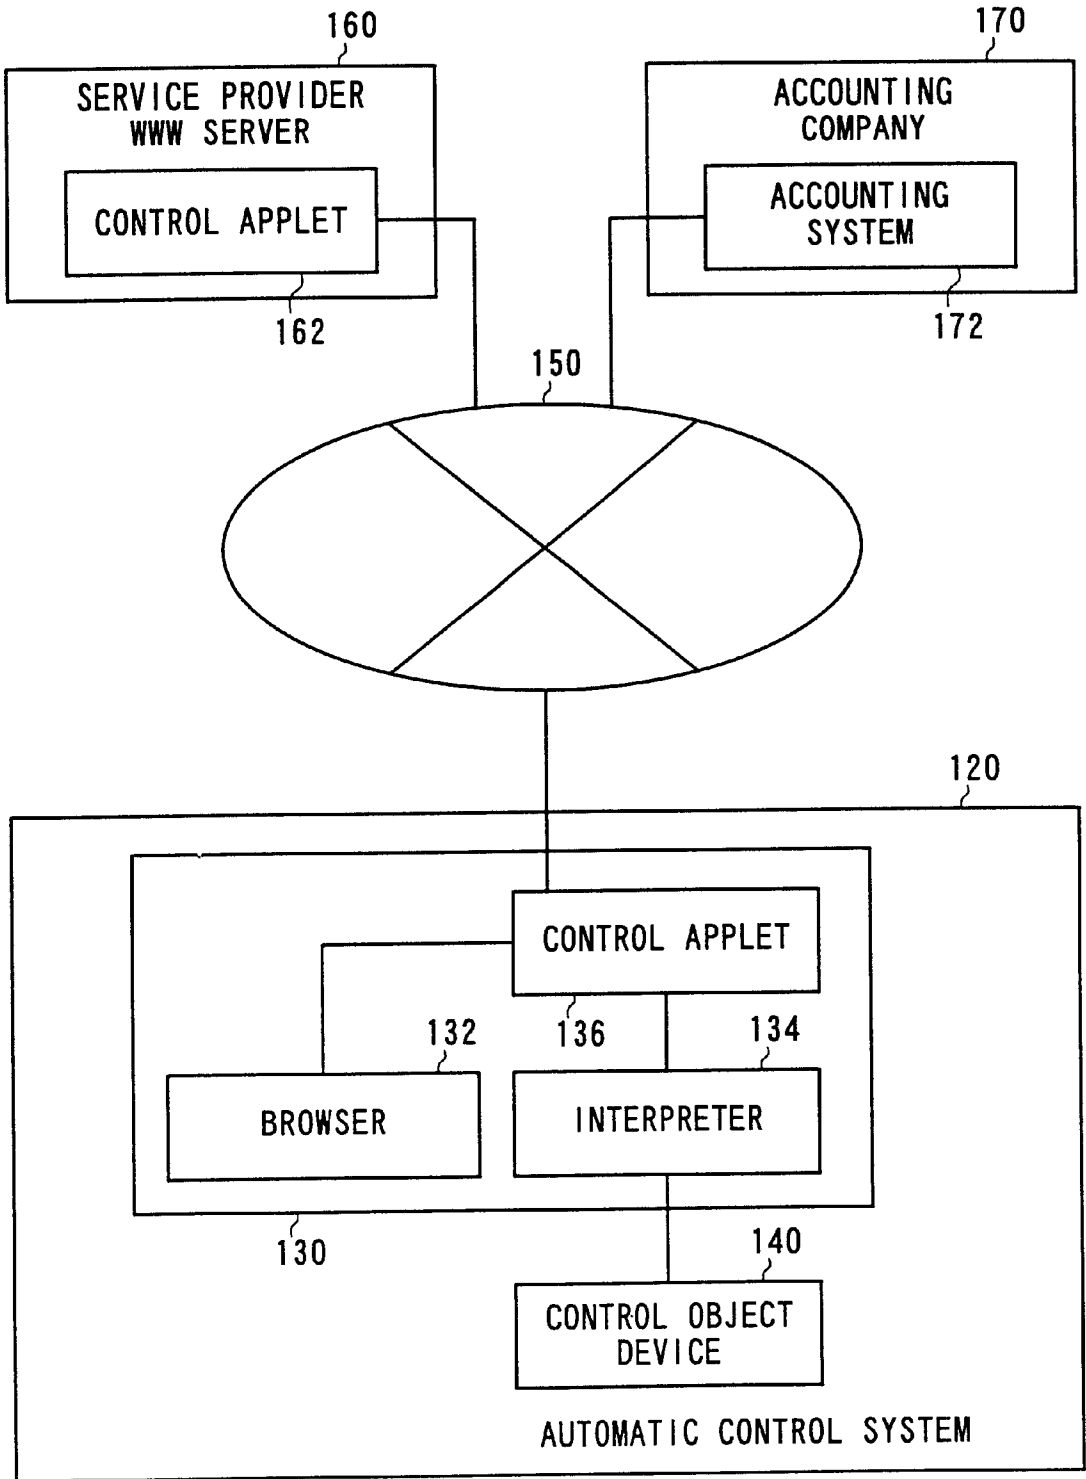 160
SERVICE PROVIDER
WWW SERVER
CONTROL APPLET
162
170
ACCOUNTING
COMPANY
ACCOUNTING
SYSTEM
172
150
120
CONTROL APPLET
136
132
BROWSER
134
INTERPRETER
130
140
CONTROL OBJECT
DEVICE
AUTOMATIC CONTROL SYSTEM